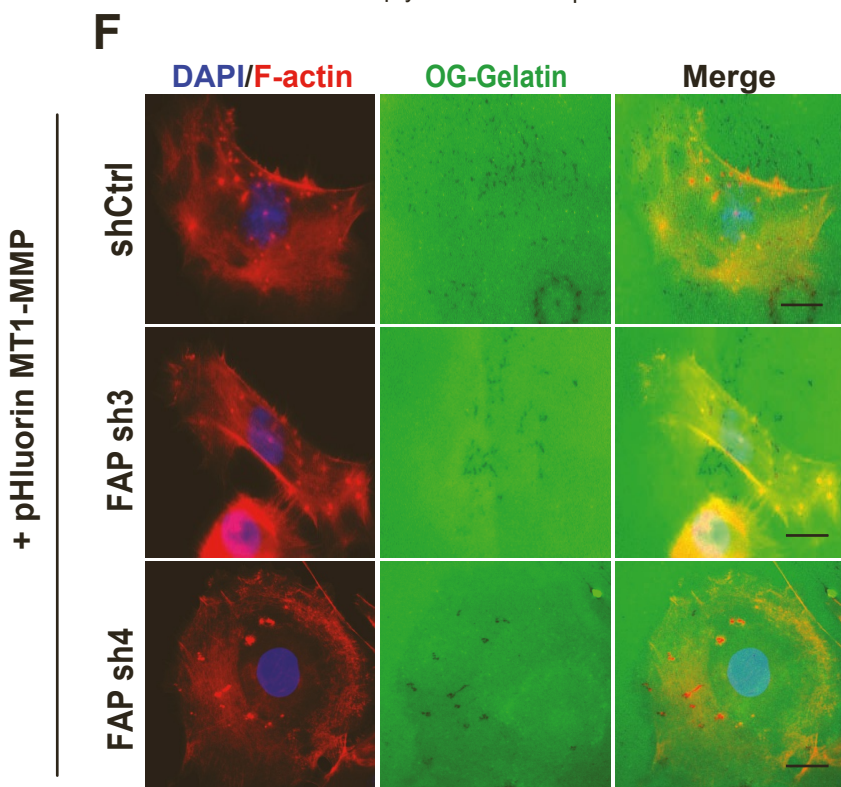 F
DAPI/F-actin
OG-Gelatin
Merge
+ pHluorin MT1-MMP
shCtrl
FAP sh3
FAP sh4